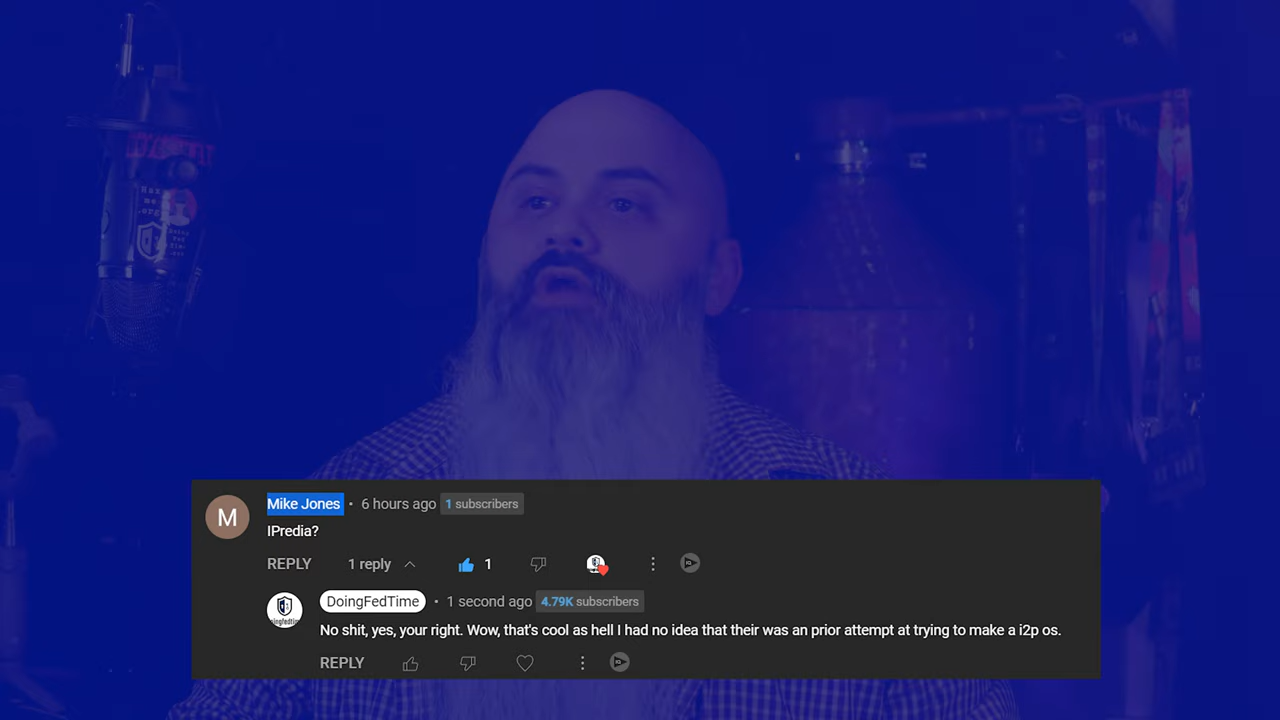 Mike Jones • 6 hours ago 1 subscribers
IPredia?
REPLY 1 reply 1
DoingFedTime • 1 second ago 4.79K subscribers
No shit, yes, your right. Wow, that's cool as hell I had no idea that their was an prior attempt at trying to make a i2p os.
REPLY
M